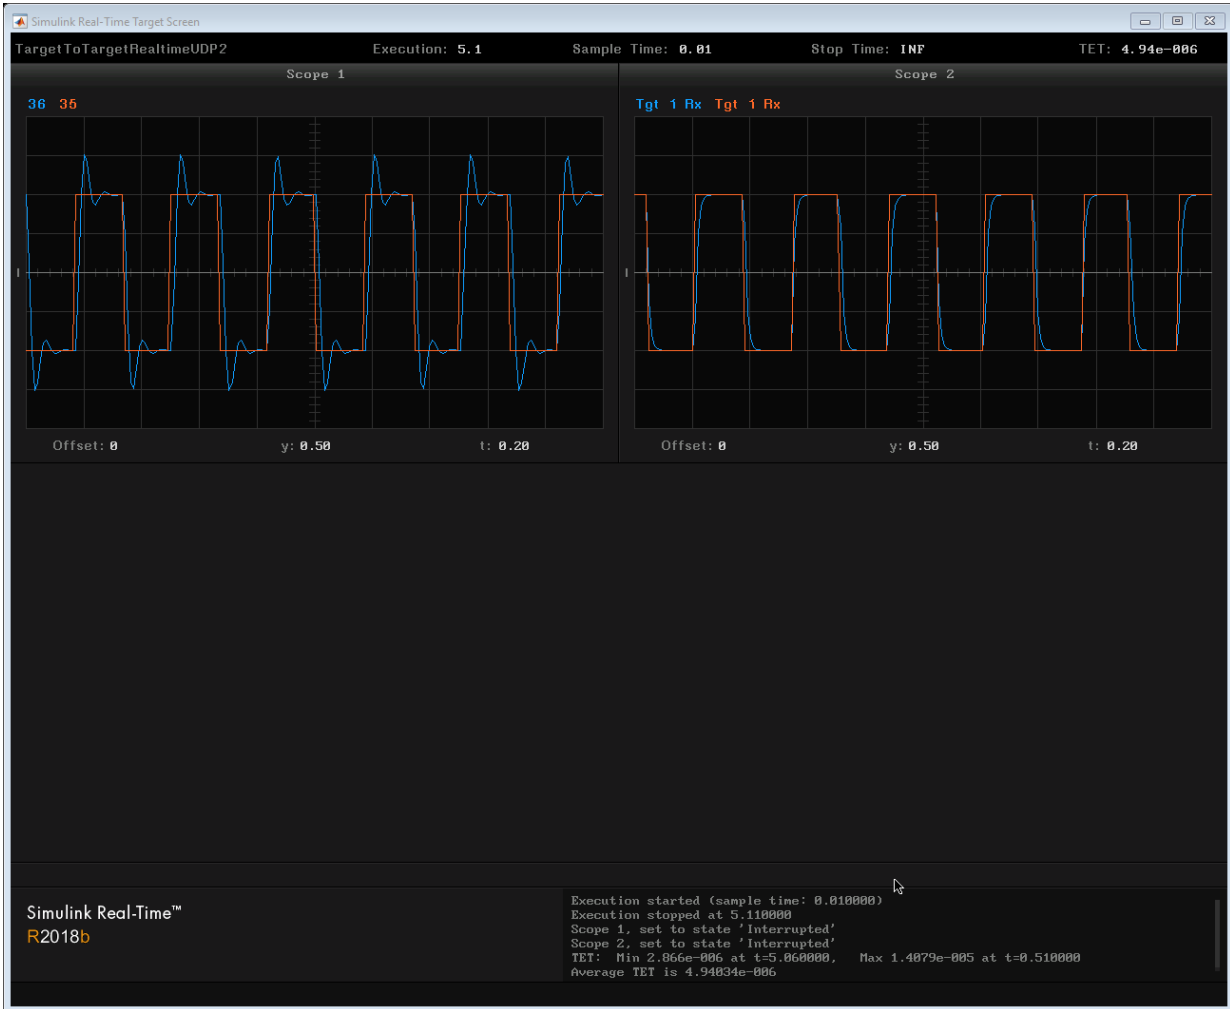 Simulink Real-Time Target Screen
TargetToTargetRealtimeUDP2 Execution: 5.1 Sample Time: 0.01 Stop Time: INF TET: 4.94e-006
Scope 1
Scope 2
36 35
Tgt 1 Rx Tgt 1 Rx
Offset: 0 y: 0.50 t: 0.20
Offset: 0 y: 0.50 t: 0.20
Simulink Real-Time™
R2018b
Execution started (sample time: 0.010000)
Execution stopped at 5.110000
Scope 1, set to state 'Interrupted'
Scope 2, set to state 'Interrupted'
TET: Min 2.866e-006 at t=5.060000, Max 1.4079e-005 at t=0.510000
Average TET is 4.94034e-006